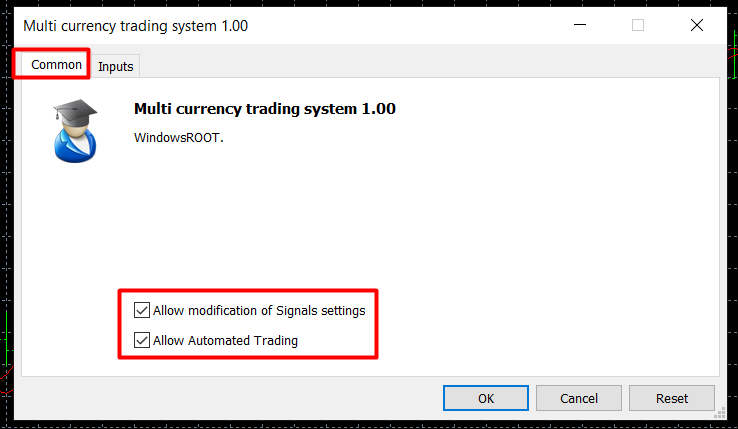 Multi currency trading system 1.00
Common
Inputs
Multi currency trading system 1.00
WindowsROOT.
Allow modification of Signals settings
Allow Automated Trading
OK
Cancel
Reset